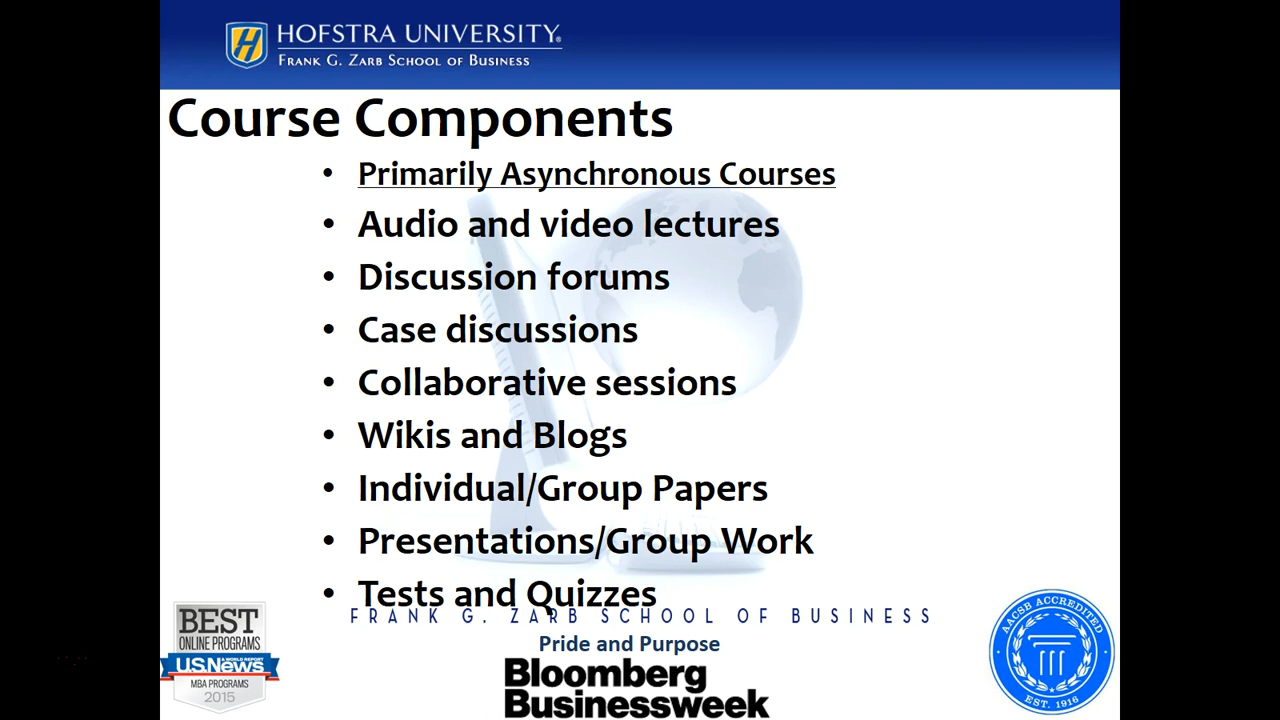 HOFSTRA UNIVERSITY®
FRANK G. ZARB SCHOOL OF BUSINESS
Course Components
• Primarily Asynchronous Courses
• Audio and video lectures
• Discussion forums
• Case discussions
• Collaborative sessions
• Wikis and Blogs
• Individual/Group Papers
• Presentations/Group Work
• Tests and Quizzes
FRANK G. ZARB SCHOOL OF BUSINESS
Pride and Purpose
Bloomberg
Businessweek
BEST
ONLINE PROGRAMS
U.S.News & WORLD REPORT
MBA PROGRAMS
2015
AACSB ACCREDITED
EST. 1916